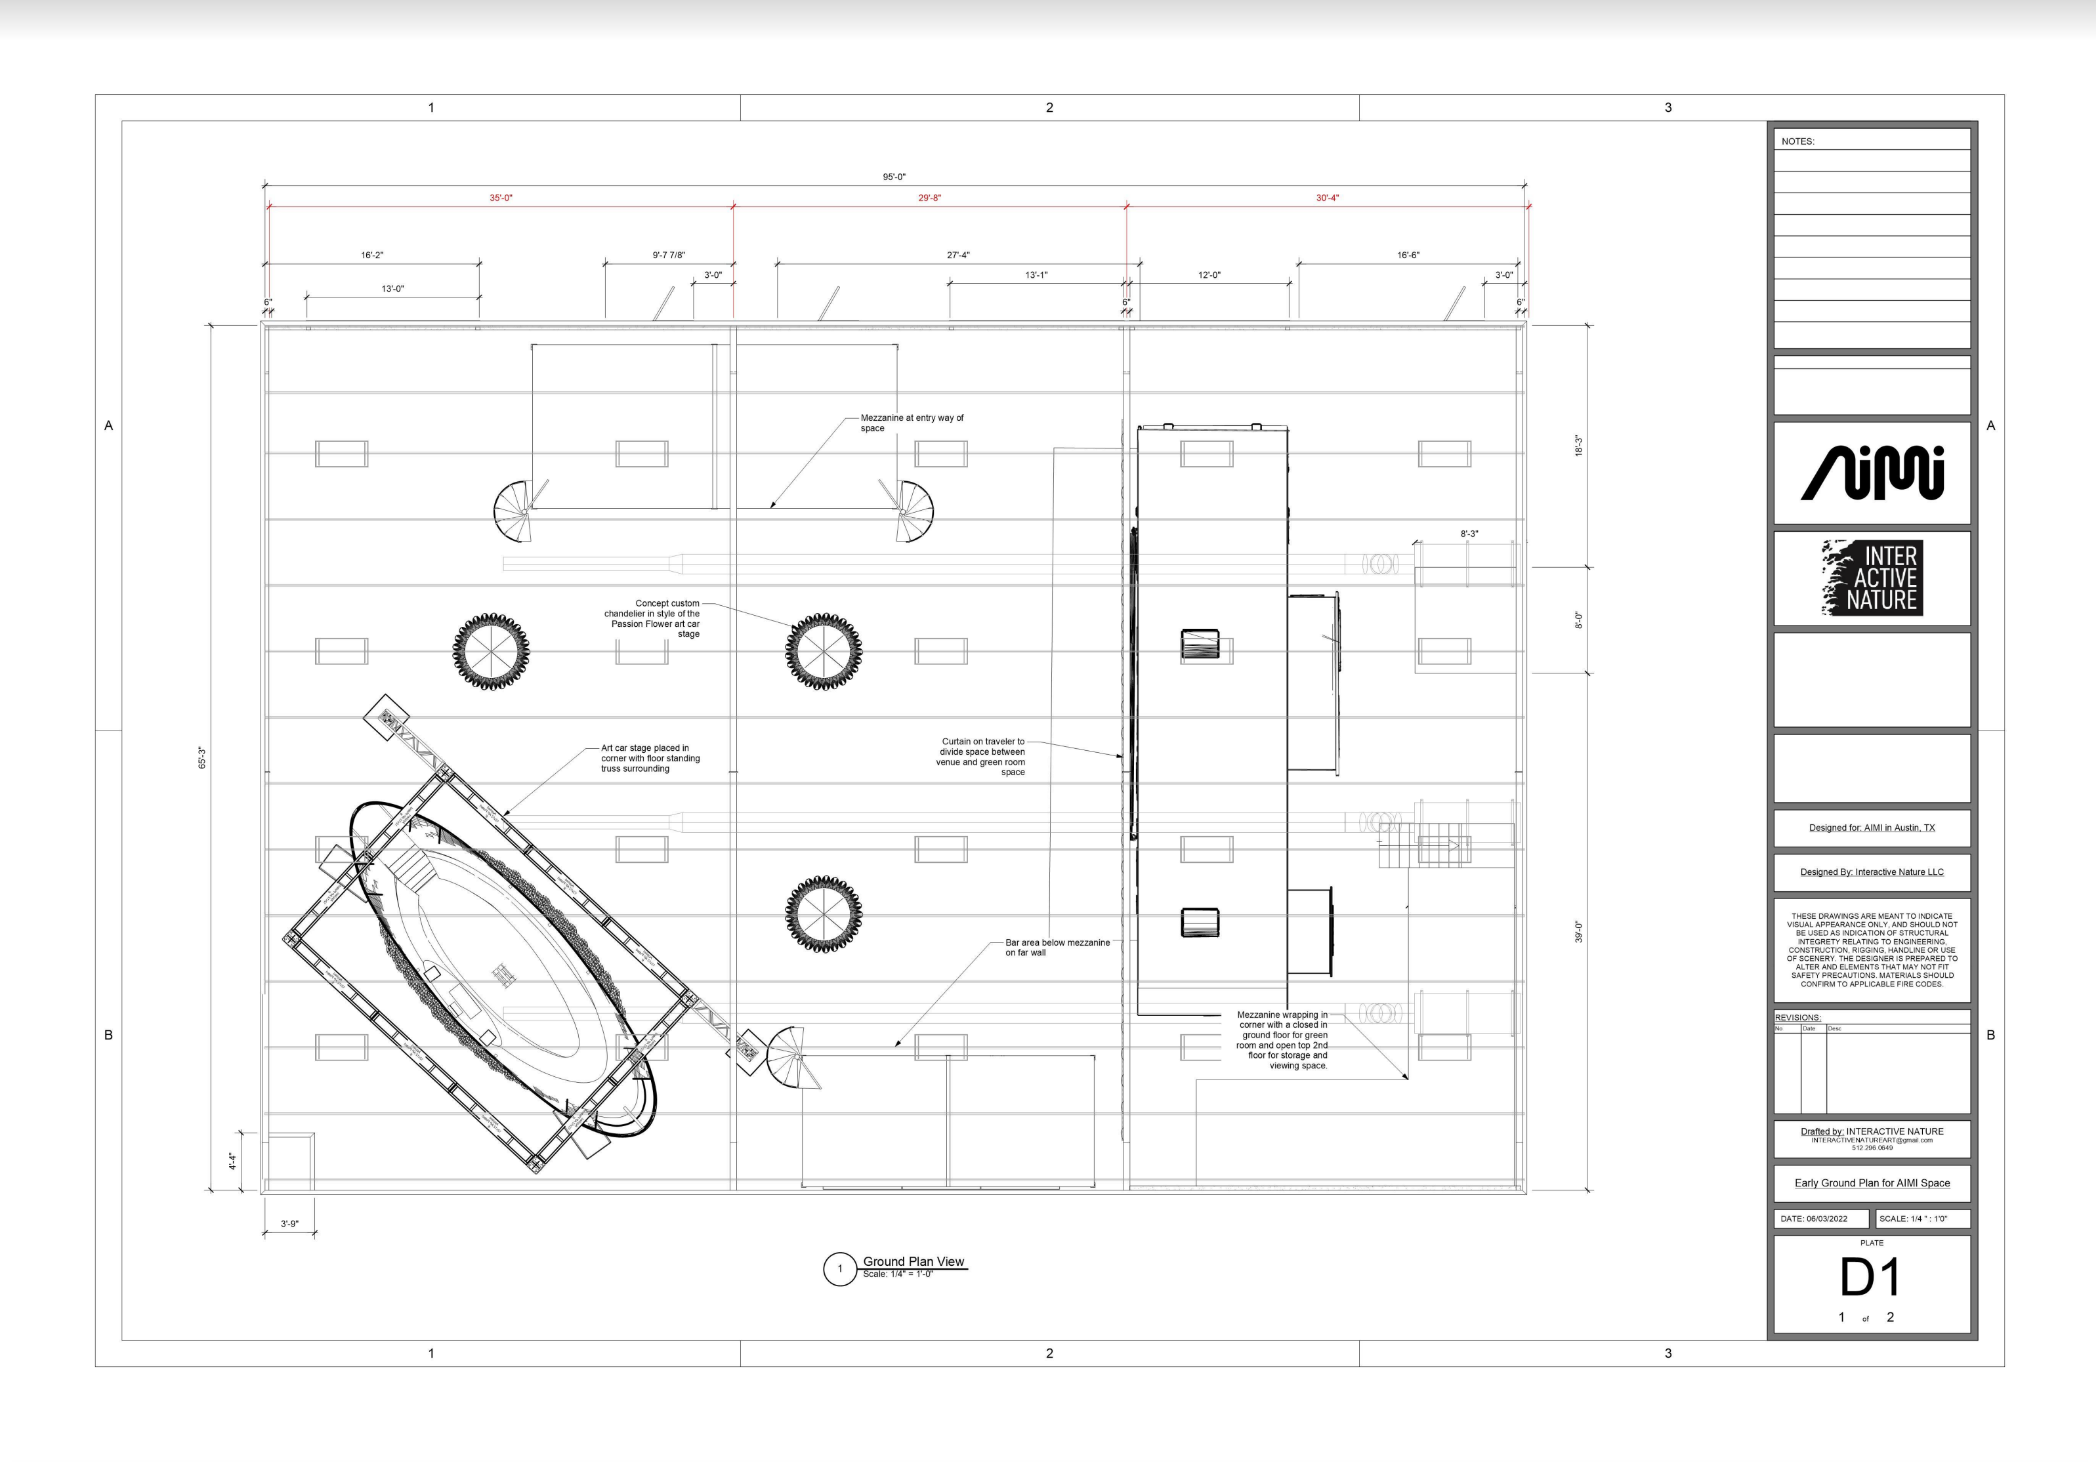 1
2
3
95'-0"
35'-0"
29'-8"
30'-4"
16'-2"
9'-7 7/8"
27'-4"
16'-6"
3'-0"
13'-1"
12'-0"
3'-0"
13'-0"
6"
6"
6"
A
A
Mezzanine at entry way of
space
18'-3"
8'-3"
Concept custom
chandelier in style of the
Passion Flower art car
stage
8'-0"
65'-3"
Art car stage placed in
corner with floor standing
truss surrounding
Curtain on traveler to
divide space between
venue and green room
space
Bar area below mezzanine
on far wall
39'-0"
Mezzanine wrapping in
corner with a closed in
ground floor for green
room and open top 2nd
floor for storage and
viewing space.
B
B
4'-4"
3'-9"
1
Ground Plan View
Scale: 1/4" = 1'-0"
1
2
3
NOTES:
AiMi
INTER
ACTIVE
NATURE
Designed for: AIMI in Austin, TX
Designed By: Interactive Nature LLC
THESE DRAWINGS ARE MEANT TO INDICATE
VISUAL APPEARANCE ONLY, AND SHOULD NOT
BE USED AS INDICATION OF STRUCTURAL
INTEGRETY RELATING TO ENGINEERING,
CONSTRUCTION, RIGGING, HANDLINE OR USE
OF SCENERY. THE DESIGNER IS PREPARED TO
ALTER AND ELEMENTS THAT MAY NOT FIT
SAFETY PRECAUTIONS. MATERIALS SHOULD
CONFIRM TO APPLICABLE FIRE CODES.
REVISIONS:
No Date Desc
Drafted by: INTERACTIVE NATURE
INTERACTIVENATUREART@gmail.com
512.296.0649
Early Ground Plan for AIMI Space
DATE: 06/03/2022
SCALE: 1/4 " : 1'0"
PLATE
D1
1 of 2